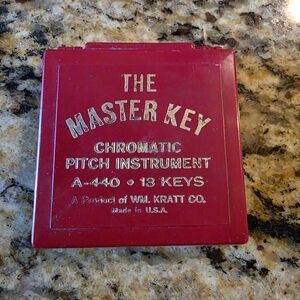 THE
MASTER KEY
CHROMATIC
PITCH INSTRUMENT
A-440 • 13 KEYS
A Product of WM. KRATT CO.
Made in U.S.A.